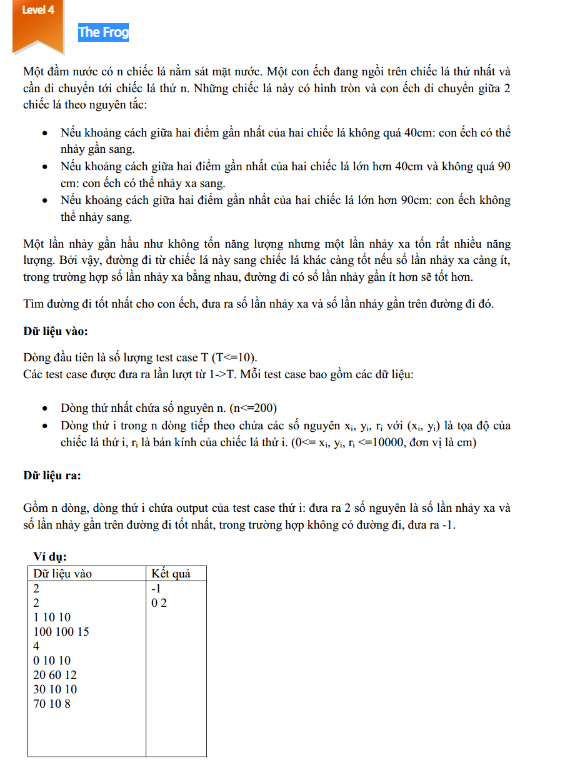 Level 4
The Frog
Một đầm nước có n chiếc lá nằm sát mặt nước. Một con ếch đang ngồi trên chiếc lá thứ nhất và
cần di chuyển tới chiếc lá thứ n. Những chiếc lá này có hình tròn và con ếch di chuyển giữa 2
chiếc lá theo nguyên tắc:
• Nếu khoảng cách giữa hai điểm gần nhất của hai chiếc lá không quá 40cm: con ếch có thể
nhảy gần sang.
• Nếu khoảng cách giữa hai điểm gần nhất của hai chiếc lá lớn hơn 40cm và không quá 90
cm: con ếch có thể nhảy xa sang.
• Nếu khoảng cách giữa hai điểm gần nhất của hai chiếc lá lớn hơn 90cm: con ếch không
thể nhảy sang.
Một lần nhảy gần hầu như không tốn năng lượng nhưng một lần nhảy xa tốn rất nhiều năng
lượng. Bởi vậy, đường đi từ chiếc lá này sang chiếc lá khác càng tốt nếu số lần nhảy xa càng ít,
trong trường hợp số lần nhảy xa bằng nhau, đường đi có số lần nhảy gần ít hơn sẽ tốt hơn.
Tìm đường đi tốt nhất cho con ếch, đưa ra số lần nhảy xa và số lần nhảy gần trên đường đi đó.
Dữ liệu vào:
Dòng đầu tiên là số lượng test case T (T<=10).
Các test case được đưa ra lần lượt từ 1->T. Mỗi test case bao gồm các dữ liệu:
• Dòng thứ nhất chứa số nguyên n. (n<=200)
• Dòng thứ i trong n dòng tiếp theo chứa các số nguyên xi, yi, ri với (xi, yi) là tọa độ của
chiếc lá thứ i, ri là bán kính của chiếc lá thứ i. (0<= xi, yi, ri <=10000, đơn vị là cm)
Dữ liệu ra:
Gồm n dòng, dòng thứ i chứa output của test case thứ i: đưa ra 2 số nguyên là số lần nhảy xa và
số lần nhảy gần trên đường đi tốt nhất, trong trường hợp không có đường đi, đưa ra -1.
Ví dụ:
Dữ liệu vào Kết quả
2 -1
2 0 2
1 10 10
100 100 15
4
0 10 10
20 60 12
30 10 10
70 10 8